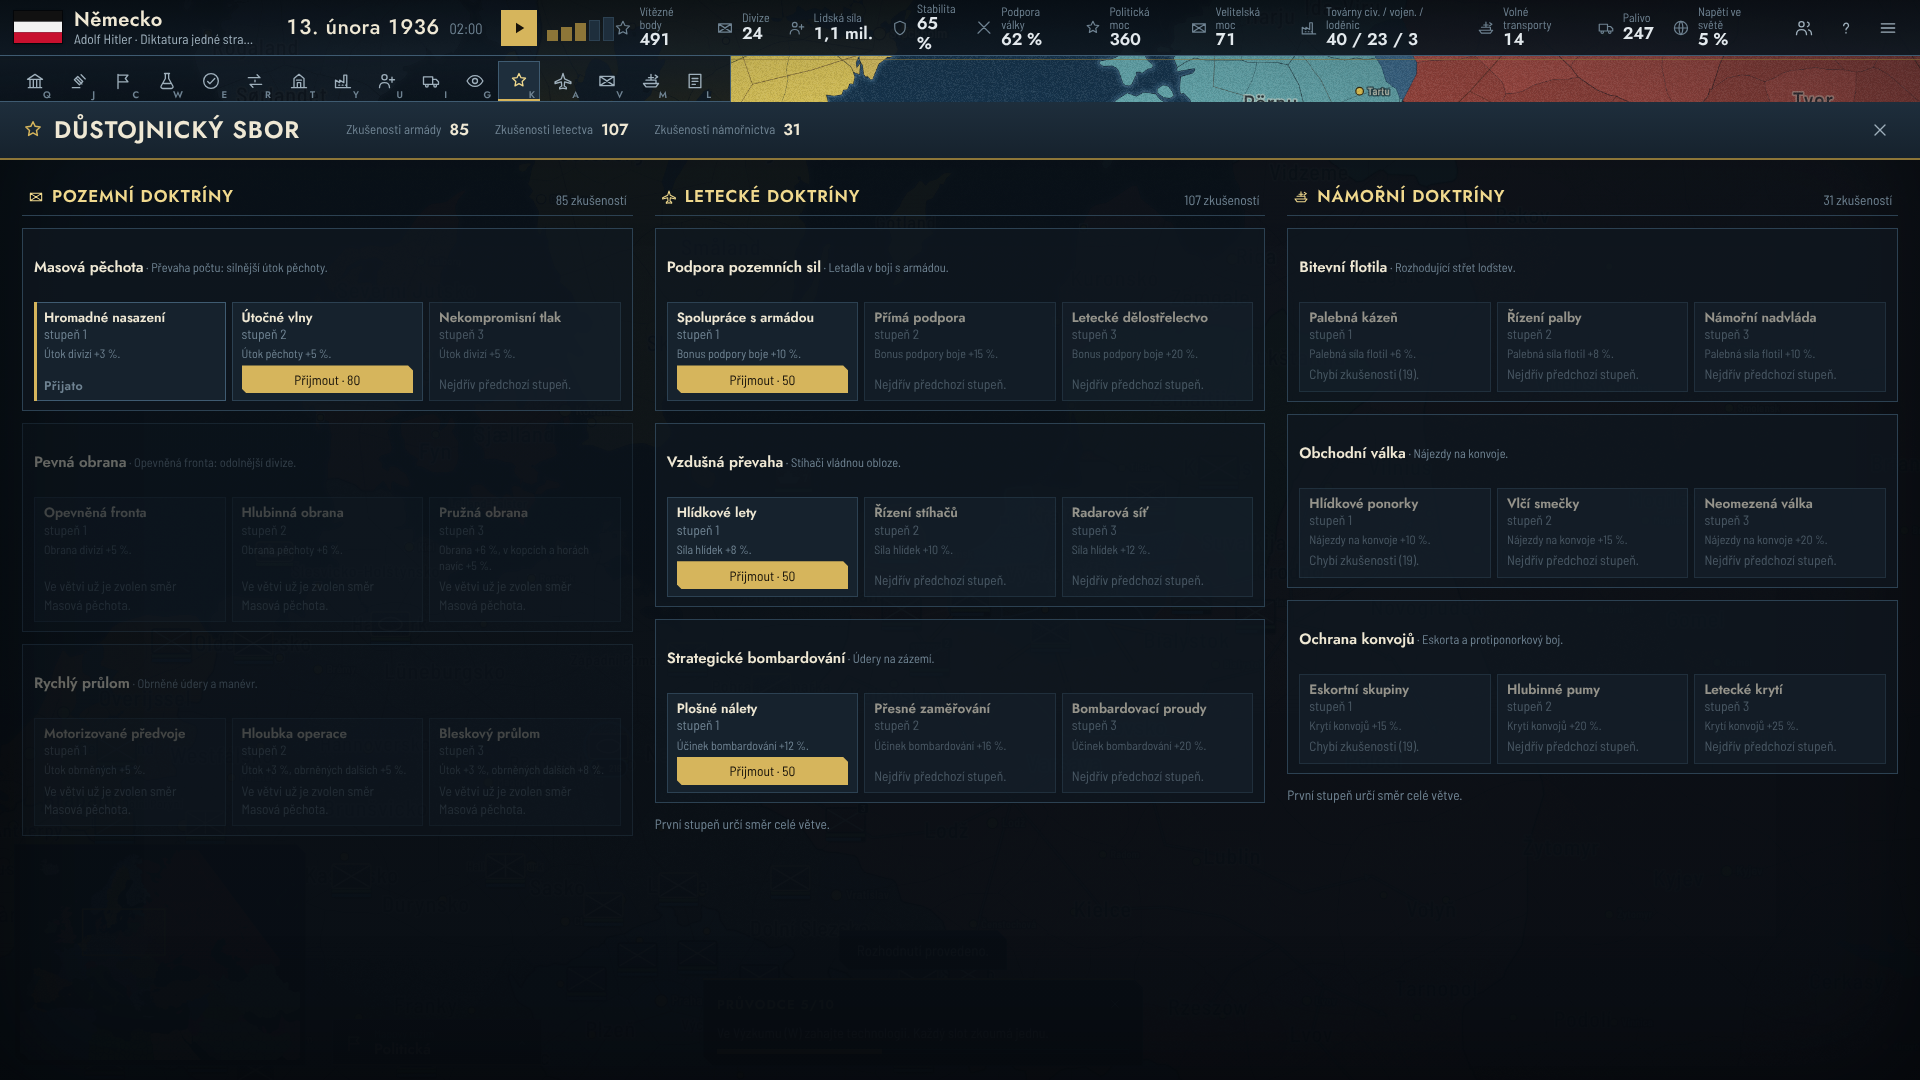 Německo
Adolf Hitler · Diktatura jedné stra...
13. února 1936 02:00
Vítězné body 491
Divize 24
Lidská síla 1,1 mil.
Stabilita 65 %
Podpora války 62 %
Politická moc 360
Velitelská moc 71
Továrny civ. / vojen. / loděnic 40 / 23 / 3
Volné transporty 14
Palivo 247
Napětí ve světě 5 %
?
Q J C W E R T Y U I G K A V M L
Tartu
DŮSTOJNICKÝ SBOR
Zkušenosti armády 85
Zkušenosti letectva 107
Zkušenosti námořnictva 31
POZEMNÍ DOKTRÍNY
85 zkušeností
Masová pěchota · Převaha počtu: silnější útok pěchoty.
Hromadné nasazení
stupeň 1
Útok divizí +3 %.
Přijato
Útočné vlny
stupeň 2
Útok pěchoty +5 %.
Přijmout · 80
Nekompromisní tlak
stupeň 3
Útok divizí +5 %.
Nejdřív předchozí stupeň.
Pevná obrana · Opevněná fronta: odolnější divize.
Opevněná fronta
stupeň 1
Obrana divizí +5 %.
Ve větvi už je zvolen směr
Masová pěchota.
Hlubinná obrana
stupeň 2
Obrana pěchoty +6 %.
Ve větvi už je zvolen směr
Masová pěchota.
Pružná obrana
stupeň 3
Obrana +6 %, v kopcích a horách
navíc +5 %.
Ve větvi už je zvolen směr
Masová pěchota.
Rychlý průlom · Obrněné údery a manévr.
Motorizované předvoje
stupeň 1
Útok obrněných +5 %.
Ve větvi už je zvolen směr
Masová pěchota.
Hloubka operace
stupeň 2
Útok +3 %, obrněných dalších +5 %.
Ve větvi už je zvolen směr
Masová pěchota.
Bleskový průlom
stupeň 3
Útok +3 %, obrněných dalších +8 %.
Ve větvi už je zvolen směr
Masová pěchota.
LETECKÉ DOKTRÍNY
107 zkušeností
Podpora pozemních sil · Letadla v boji s armádou.
Spolupráce s armádou
stupeň 1
Bonus podpory boje +10 %.
Přijmout · 50
Přímá podpora
stupeň 2
Bonus podpory boje +15 %.
Nejdřív předchozí stupeň.
Letecké dělostřelectvo
stupeň 3
Bonus podpory boje +20 %.
Nejdřív předchozí stupeň.
Vzdušná převaha · Stíhači vládnou obloze.
Hlídkové lety
stupeň 1
Síla hlídek +8 %.
Přijmout · 50
Řízení stíhačů
stupeň 2
Síla hlídek +10 %.
Nejdřív předchozí stupeň.
Radarová síť
stupeň 3
Síla hlídek +12 %.
Nejdřív předchozí stupeň.
Strategické bombardování · Údery na zázemí.
Plošné nálety
stupeň 1
Účinek bombardování +12 %.
Přijmout · 50
Přesné zaměřování
stupeň 2
Účinek bombardování +16 %.
Nejdřív předchozí stupeň.
Bombardovací proudy
stupeň 3
Účinek bombardování +20 %.
Nejdřív předchozí stupeň.
První stupeň určí směr celé větve.
NÁMOŘNÍ DOKTRÍNY
31 zkušeností
Bitevní flotila · Rozhodující střet loďstev.
Palebná kázeň
stupeň 1
Palebná síla flotil +6 %.
Chybí zkušenosti (19).
Řízení palby
stupeň 2
Palebná síla flotil +8 %.
Nejdřív předchozí stupeň.
Námořní nadvláda
stupeň 3
Palebná síla flotil +10 %.
Nejdřív předchozí stupeň.
Obchodní válka · Nájezdy na konvoje.
Hlídkové ponorky
stupeň 1
Nájezdy na konvoje +10 %.
Chybí zkušenosti (19).
Vlčí smečky
stupeň 2
Nájezdy na konvoje +15 %.
Nejdřív předchozí stupeň.
Neomezená válka
stupeň 3
Nájezdy na konvoje +20 %.
Nejdřív předchozí stupeň.
Ochrana konvojů · Eskorta a protiponorkový boj.
Eskortní skupiny
stupeň 1
Krytí konvojů +15 %.
Chybí zkušenosti (19).
Hlubinné pumy
stupeň 2
Krytí konvojů +20 %.
Nejdřív předchozí stupeň.
Letecké krytí
stupeň 3
Krytí konvojů +25 %.
Nejdřív předchozí stupeň.
První stupeň určí směr celé větve.